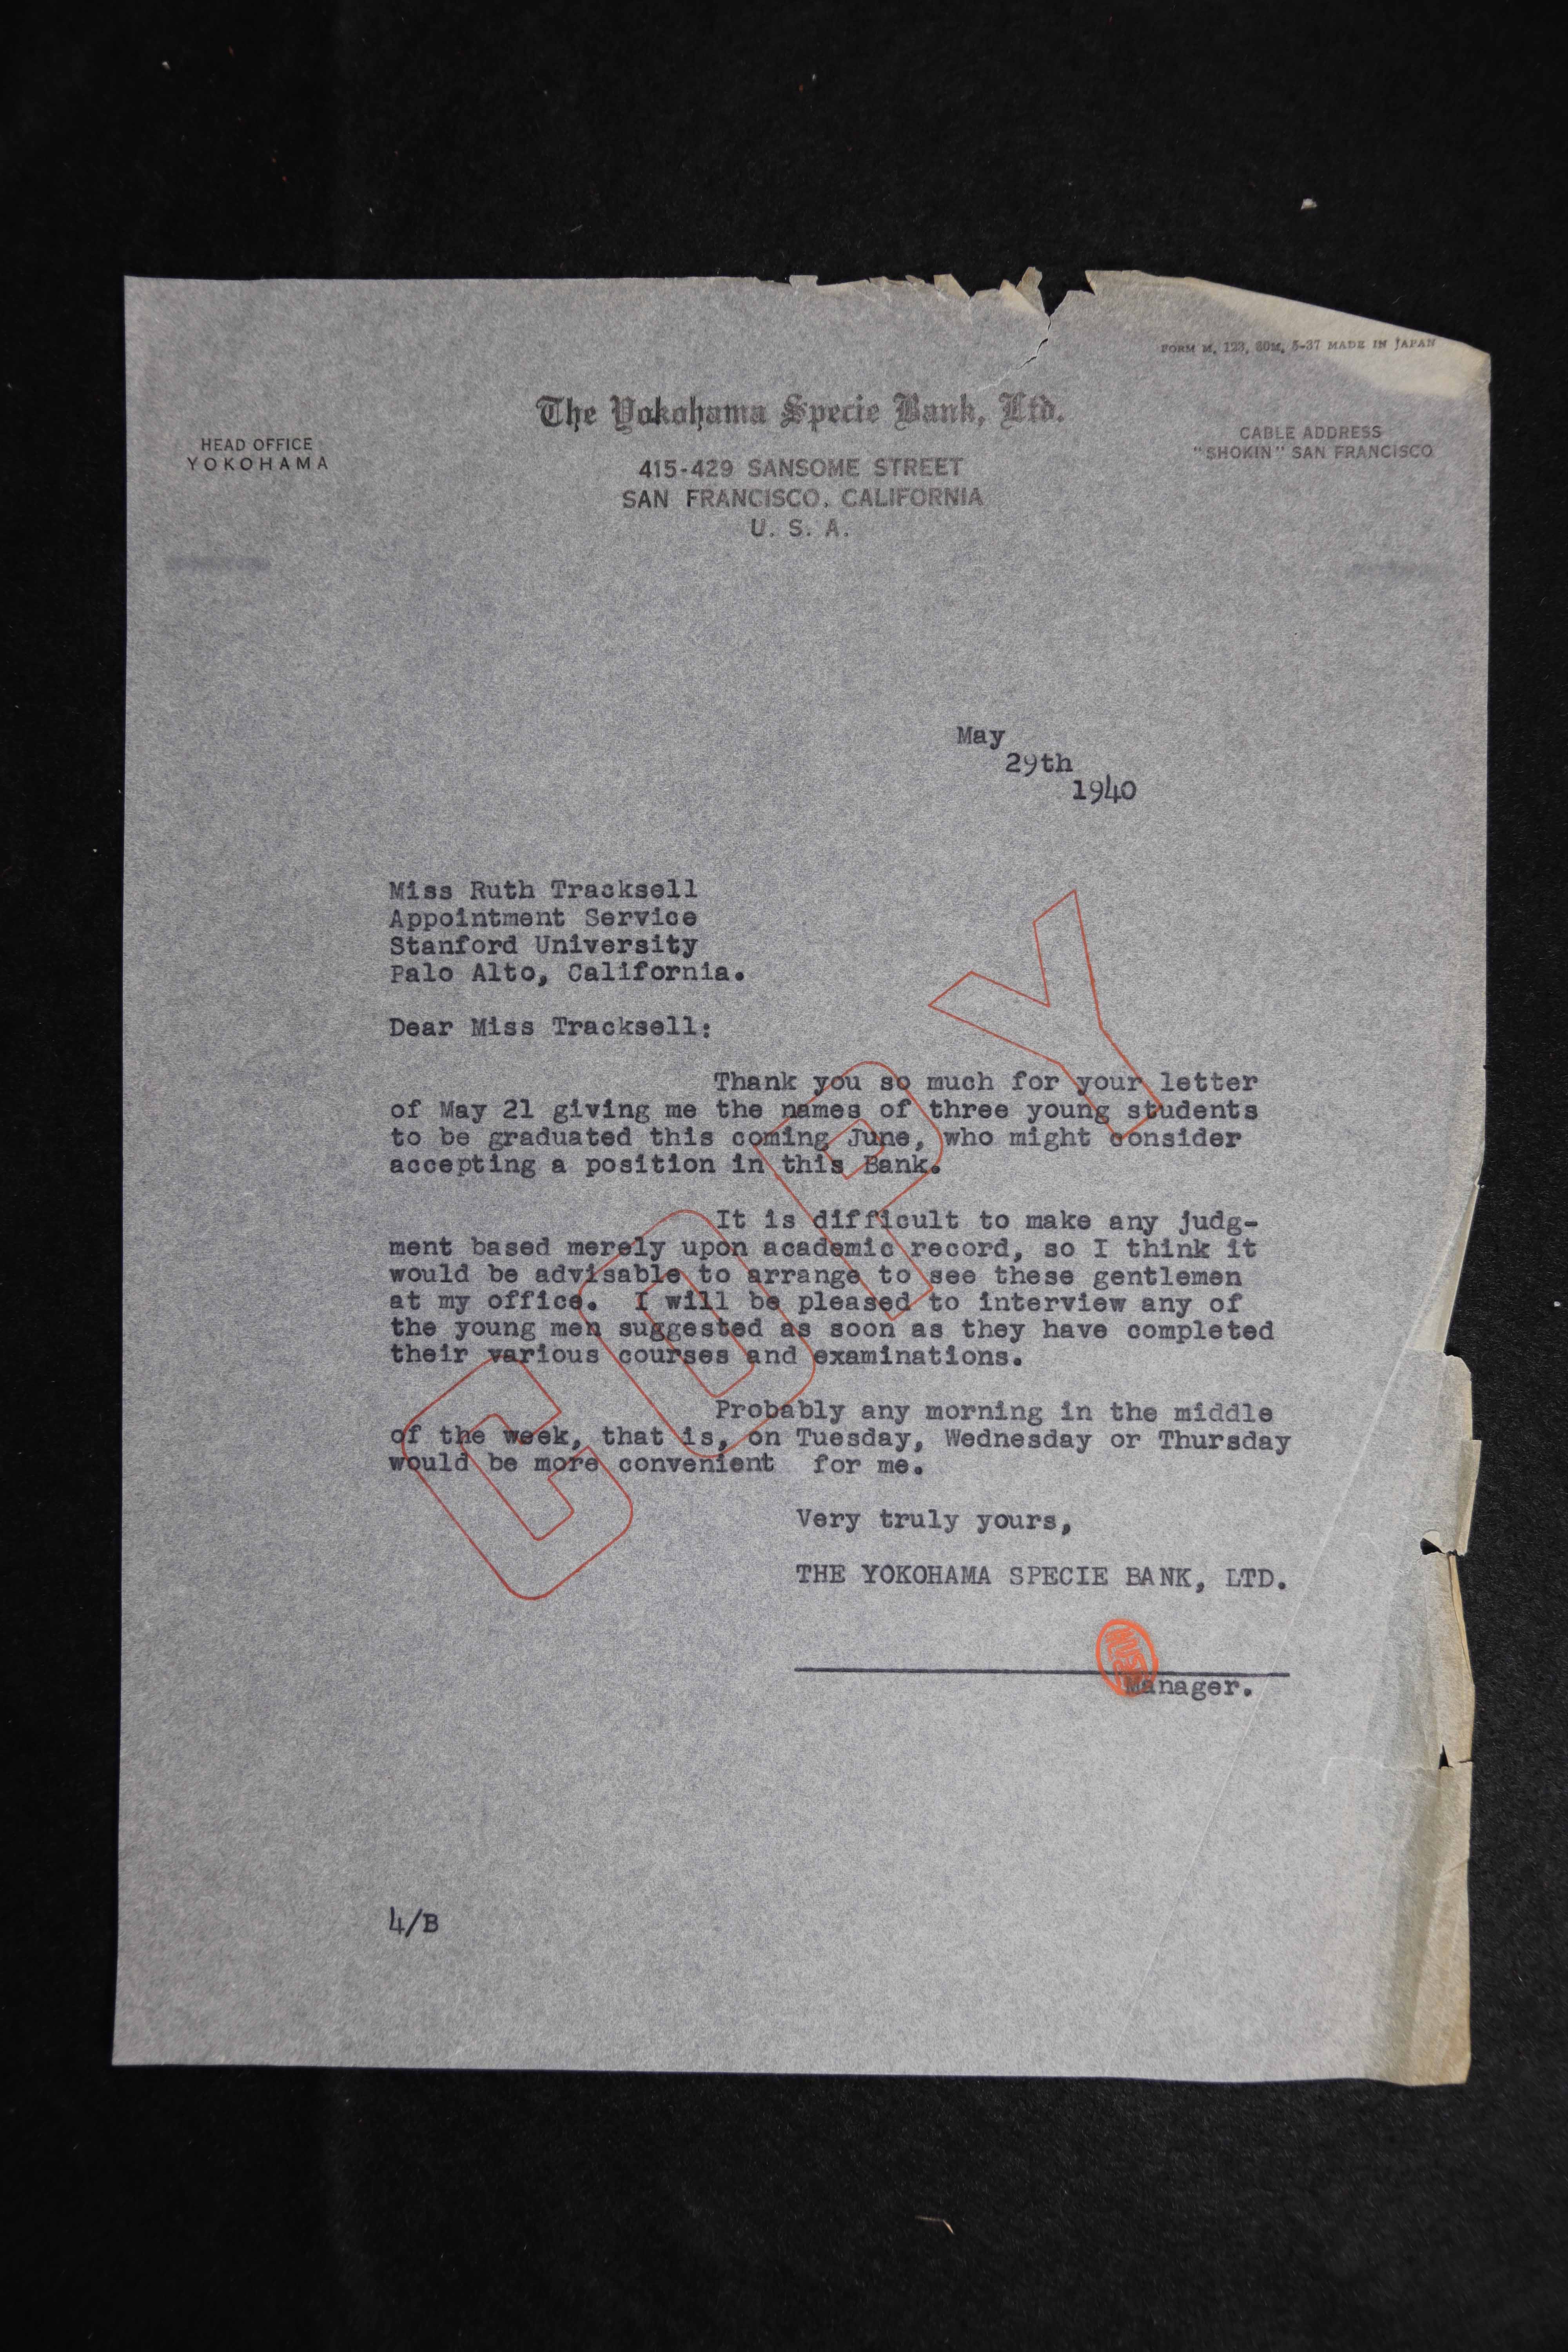 FORM M, 123, 60M, 5-37 MADE IN JAPAN
The Yokohama Specie Bank, Ltd.
HEAD OFFICE
YOKOHAMA
CABLE ADDRESS
"SHOKIN" SAN FRANCISCO
415-429 SANSOME STREET
SAN FRANCISCO, CALIFORNIA
U. S. A.
May
29th
1940
Miss Ruth Tracksell
Appointment Service
Stanford University
Palo Alto, California.
Dear Miss Tracksell:
Thank you so much for your letter
of May 21 giving me the names of three young students
to be graduated this coming June, who might consider
accepting a position in this Bank.
It is difficult to make any judg-
ment based merely upon academic record, so I think it
would be advisable to arrange to see these gentlemen
at my office. I will be pleased to interview any of
the young men suggested as soon as they have completed
their various courses and examinations.
Probably any morning in the middle
of the week, that is, on Tuesday, Wednesday or Thursday
would be more convenient for me.
COPY
Very truly yours,
THE YOKOHAMA SPECIE BANK, LTD.
Manager.
4/B